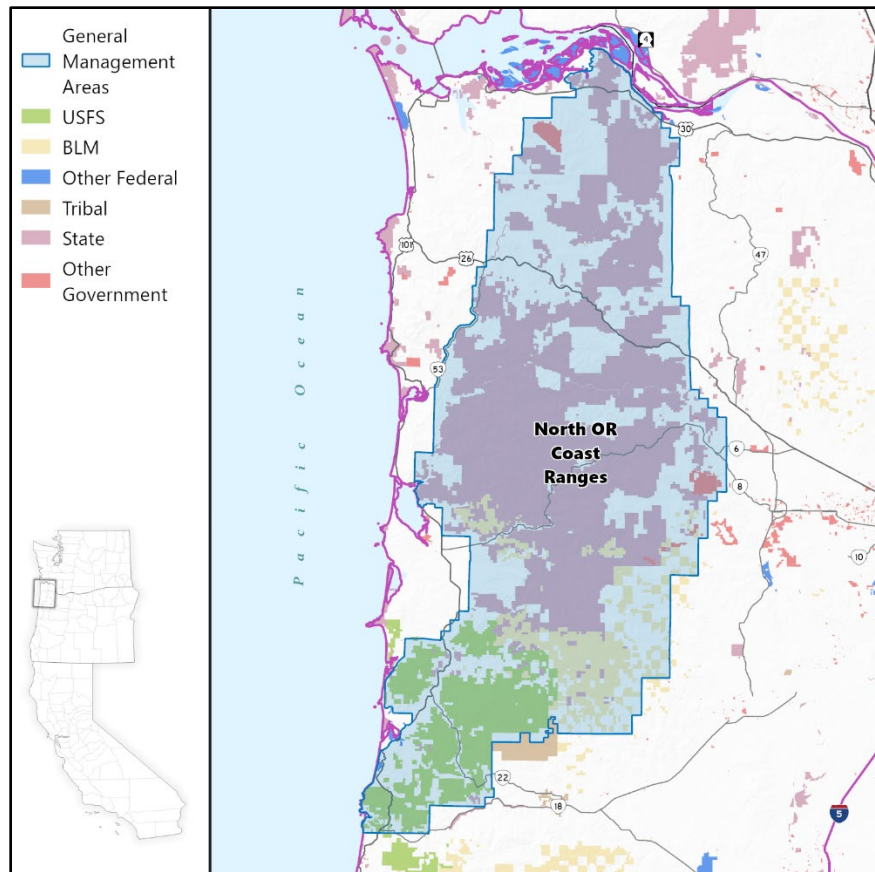 General
Management
Areas
USFS
BLM
Other Federal
Tribal
State
Other
Government
Pacific Ocean
4
30
101
26
47
53
North OR
Coast
Ranges
6
8
10
22
18
5